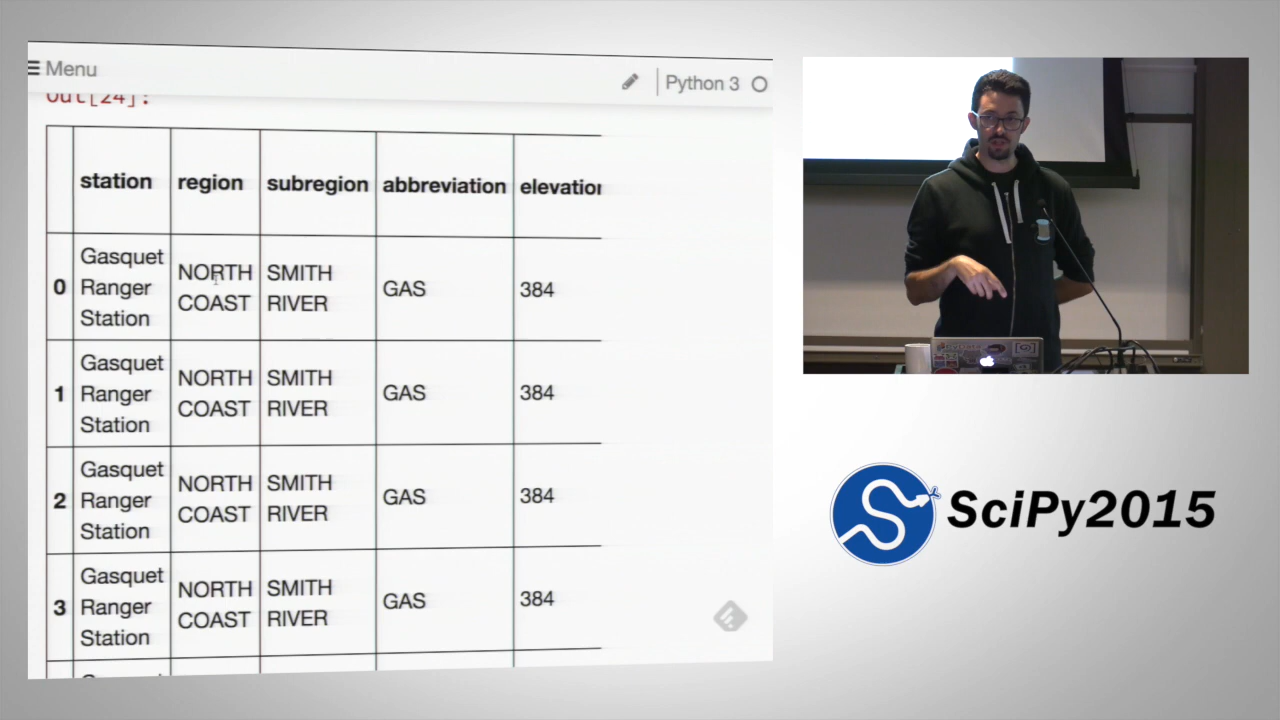 Menu
Python 3
Out[24]:
station region subregion abbreviation elevation
0 Gasquet Ranger Station NORTH COAST SMITH RIVER GAS 384
1 Gasquet Ranger Station NORTH COAST SMITH RIVER GAS 384
2 Gasquet Ranger Station NORTH COAST SMITH RIVER GAS 384
3 Gasquet Ranger Station NORTH COAST SMITH RIVER GAS 384
SciPy2015